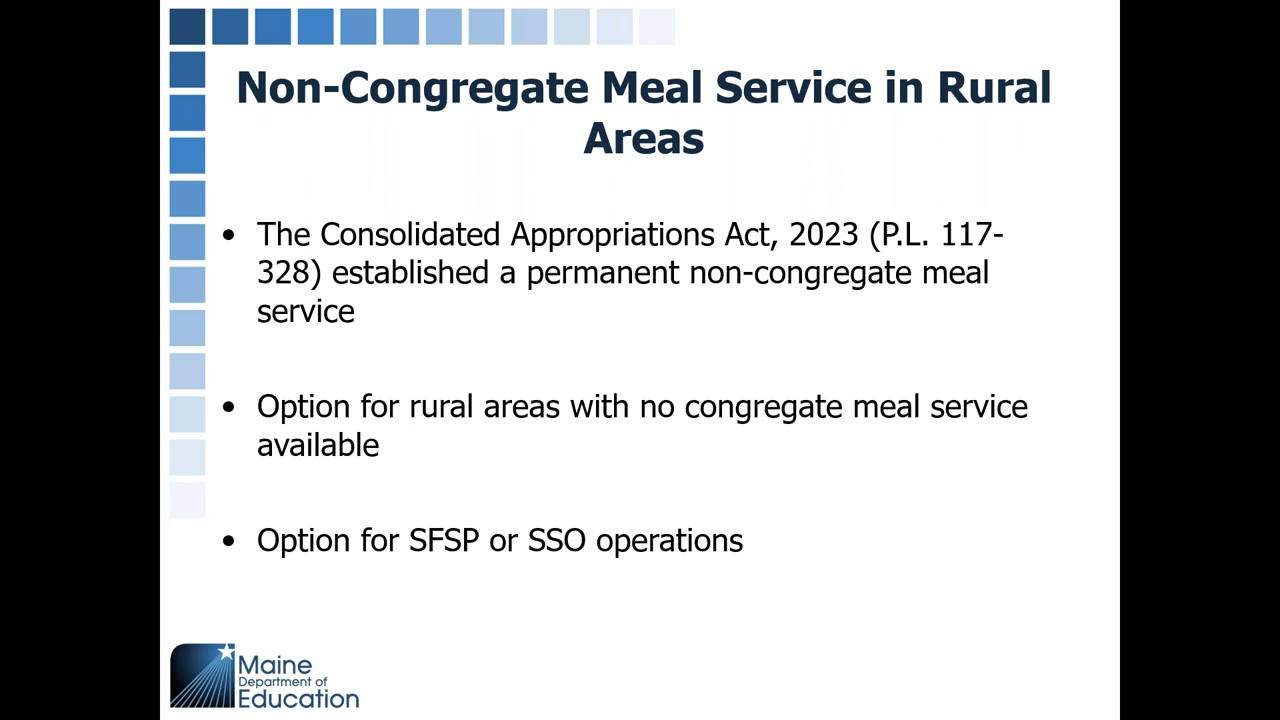 Non-Congregate Meal Service in Rural
Areas
• The Consolidated Appropriations Act, 2023 (P.L. 117-
328) established a permanent non-congregate meal
service
• Option for rural areas with no congregate meal service
available
• Option for SFSP or SSO operations
Maine
Department of
Education